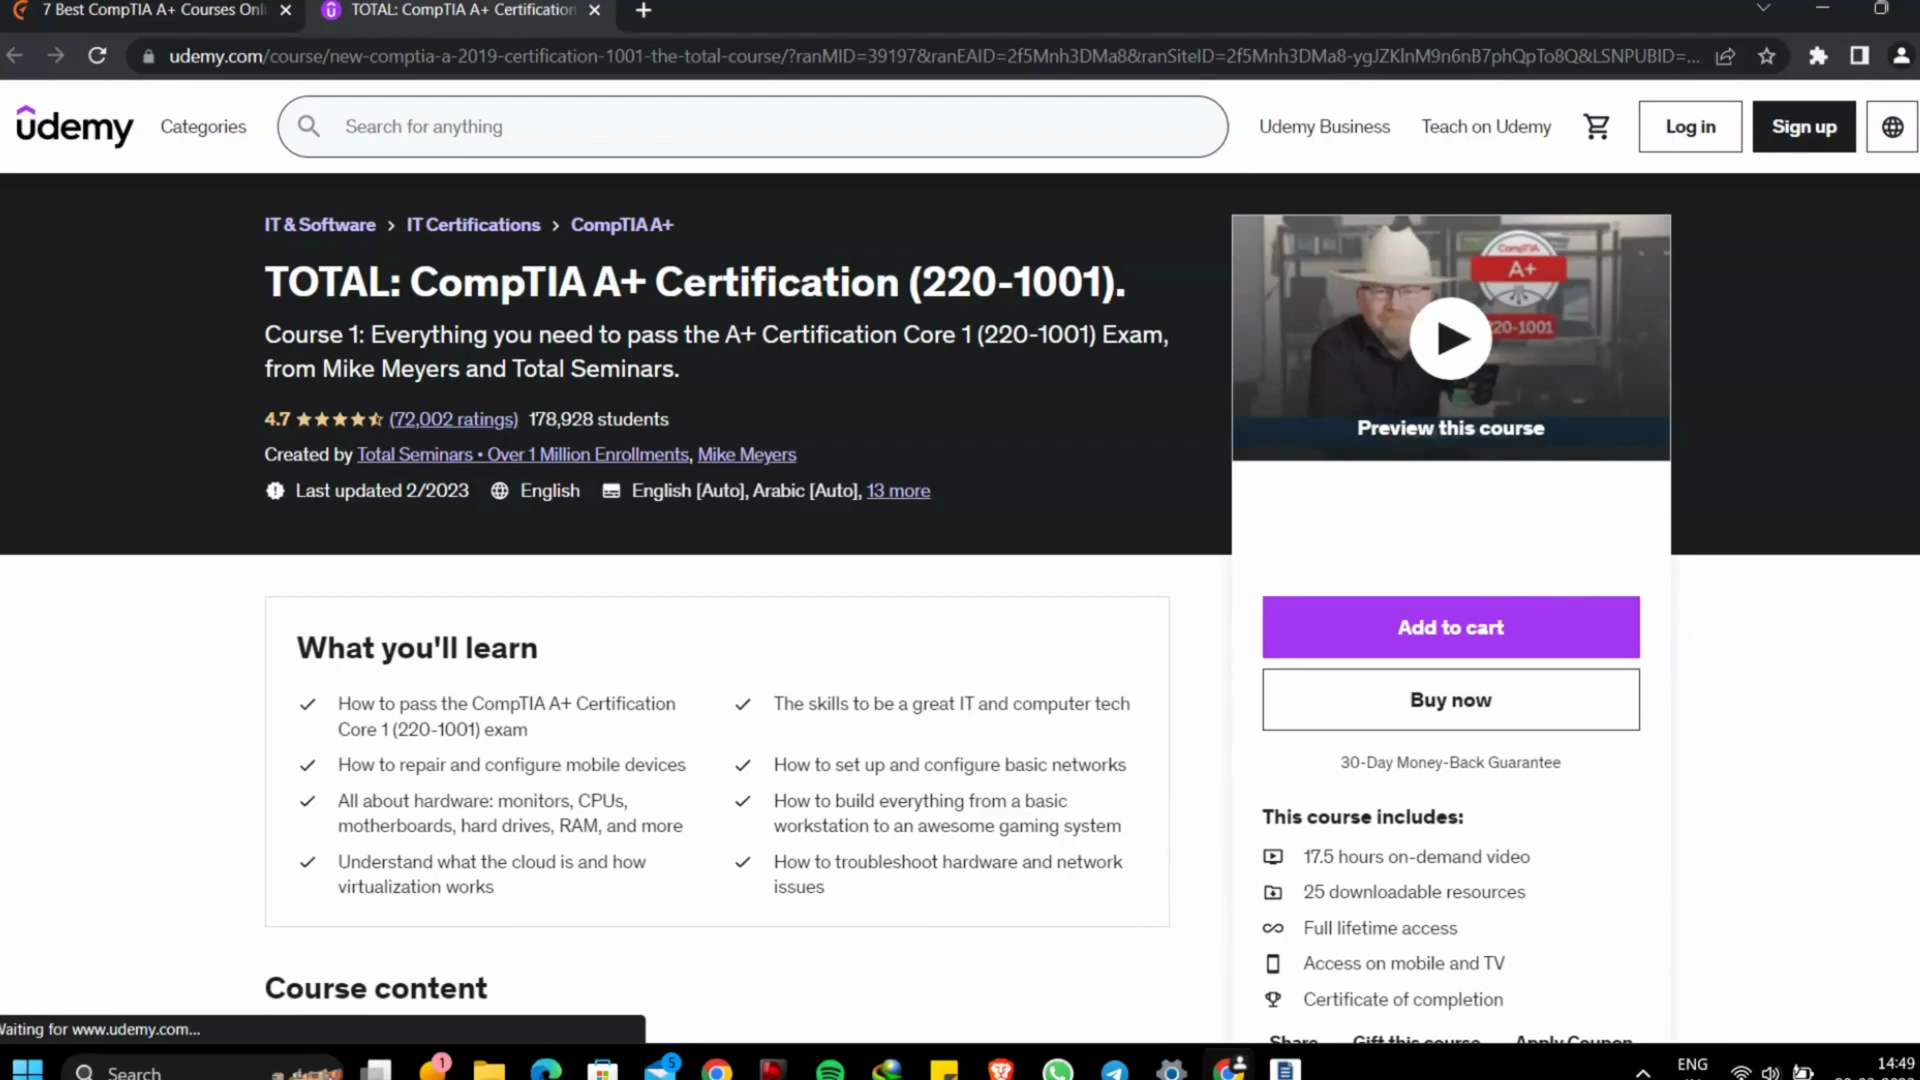 7 Best CompTIA A+ Courses Onli
TOTAL: CompTIA A+ Certification
udemy.com/course/new-comptia-a-2019-certification-1001-the-total-course/?ranMID=39197&ranEAID=2f5Mnh3DMa8&ranSiteID=2f5Mnh3DMa8-ygJZKlnM9n6nB7phQpTo8Q&LSNPUBID=...
udemy
Categories
Search for anything
Udemy Business
Teach on Udemy
Log in
Sign up
IT & Software > IT Certifications > CompTIA A+
TOTAL: CompTIA A+ Certification (220-1001).
Course 1: Everything you need to pass the A+ Certification Core 1 (220-1001) Exam,
from Mike Meyers and Total Seminars.
4.7 (72,002 ratings) 178,928 students
Created by Total Seminars • Over 1 Million Enrollments, Mike Meyers
Last updated 2/2023 English English [Auto], Arabic [Auto], 13 more
CompTIA
A+
20-1001
Preview this course
Add to cart
Buy now
30-Day Money-Back Guarantee
This course includes:
17.5 hours on-demand video
25 downloadable resources
Full lifetime access
Access on mobile and TV
Certificate of completion
Share Gift this course Apply Coupon
What you'll learn
How to pass the CompTIA A+ Certification
Core 1 (220-1001) exam
The skills to be a great IT and computer tech
How to repair and configure mobile devices
How to set up and configure basic networks
All about hardware: monitors, CPUs,
motherboards, hard drives, RAM, and more
How to build everything from a basic
workstation to an awesome gaming system
Understand what the cloud is and how
virtualization works
How to troubleshoot hardware and network
issues
Course content
Waiting for www.udemy.com...
Search
1
5
ENG
14:49